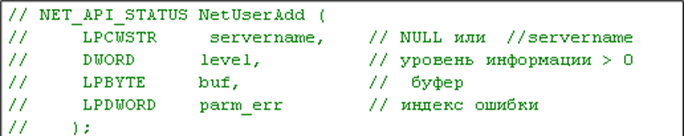 // NET_API_STATUS NetUserAdd (
// LPCWSTR servername, // NULL или //servername
// DWORD level, // уровень информации > 0
// LPBYTE buf, // буфер
// LPDWORD parm_err // индекс ошибки
// );